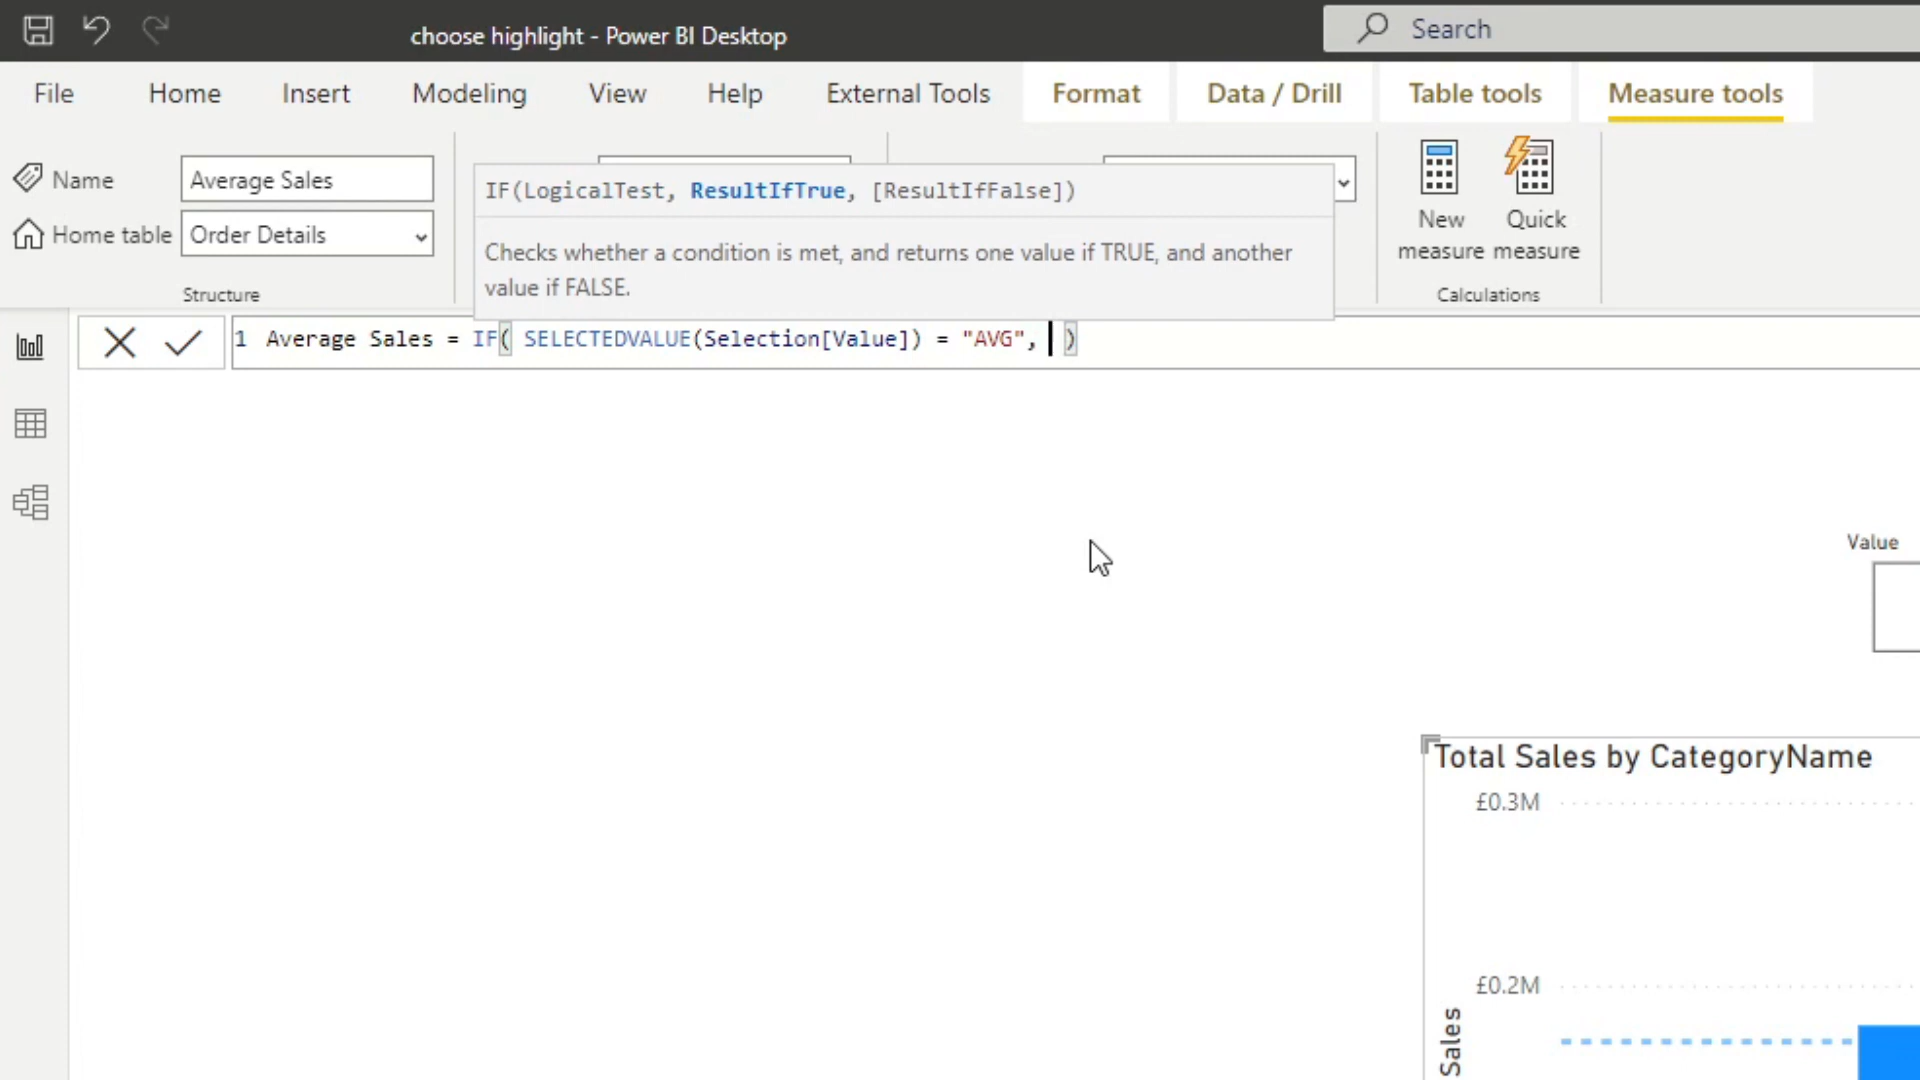 choose highlight - Power BI Desktop
Search
File Home Insert Modeling View Help External Tools Format Data / Drill Table tools Measure tools
Name Average Sales
Home table Order Details
Structure
IF(LogicalTest, ResultIfTrue, [ResultIfFalse])
Checks whether a condition is met, and returns one value if TRUE, and another
value if FALSE.
New measure
Quick measure
Calculations
1 Average Sales = IF( SELECTEDVALUE(Selection[Value]) = "AVG", )
Value
Total Sales by CategoryName
£0.3M
£0.2M
Sales